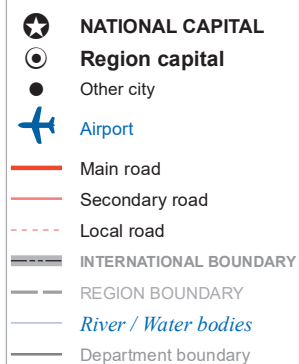 NATIONAL CAPITAL
Region capital
Other city
Airport
Main road
Secondary road
Local road
INTERNATIONAL BOUNDARY
REGION BOUNDARY
River / Water bodies
Department boundary